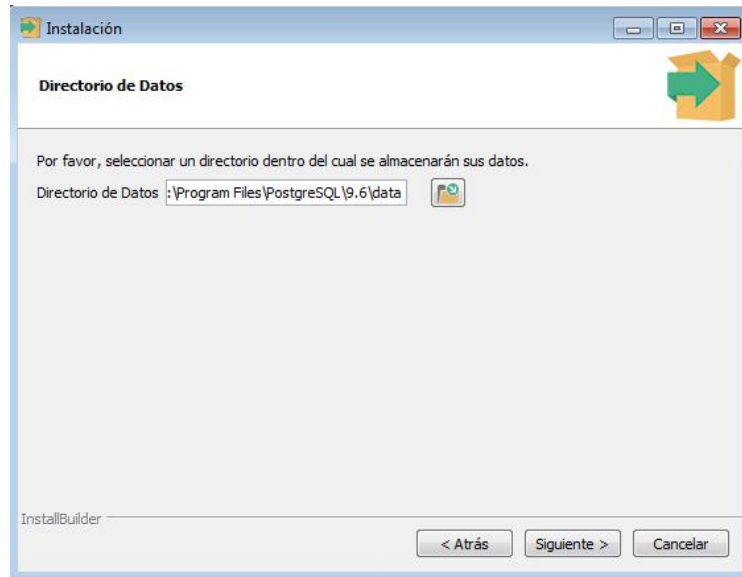 Instalación
Directorio de Datos
Por favor, seleccionar un directorio dentro del cual se almacenarán sus datos.
Directorio de Datos :\Program Files\PostgreSQL\9.6\data
InstallBuilder
< Atrás Siguiente > Cancelar